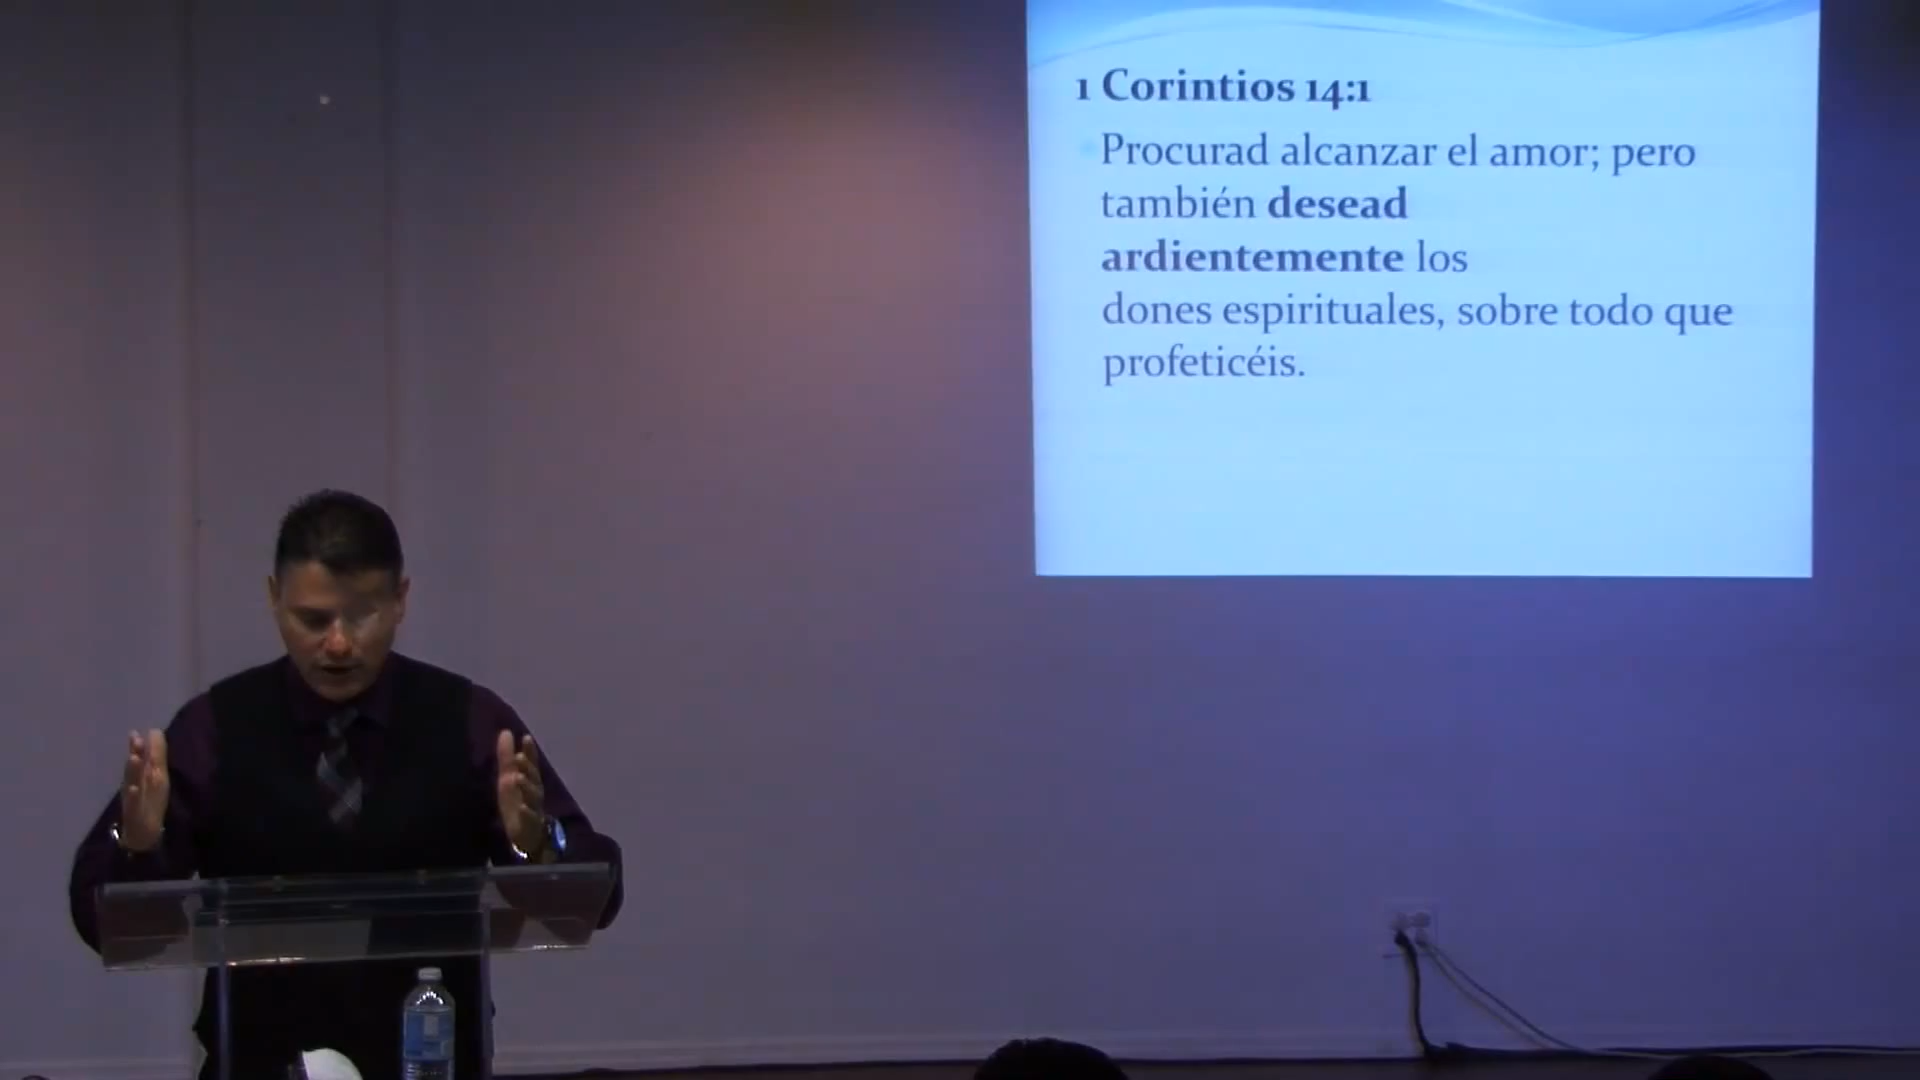 1 Corintios 14:1
Procurad alcanzar el amor; pero
también desead
ardientemente los
dones espirituales, sobre todo que
profeticéis.